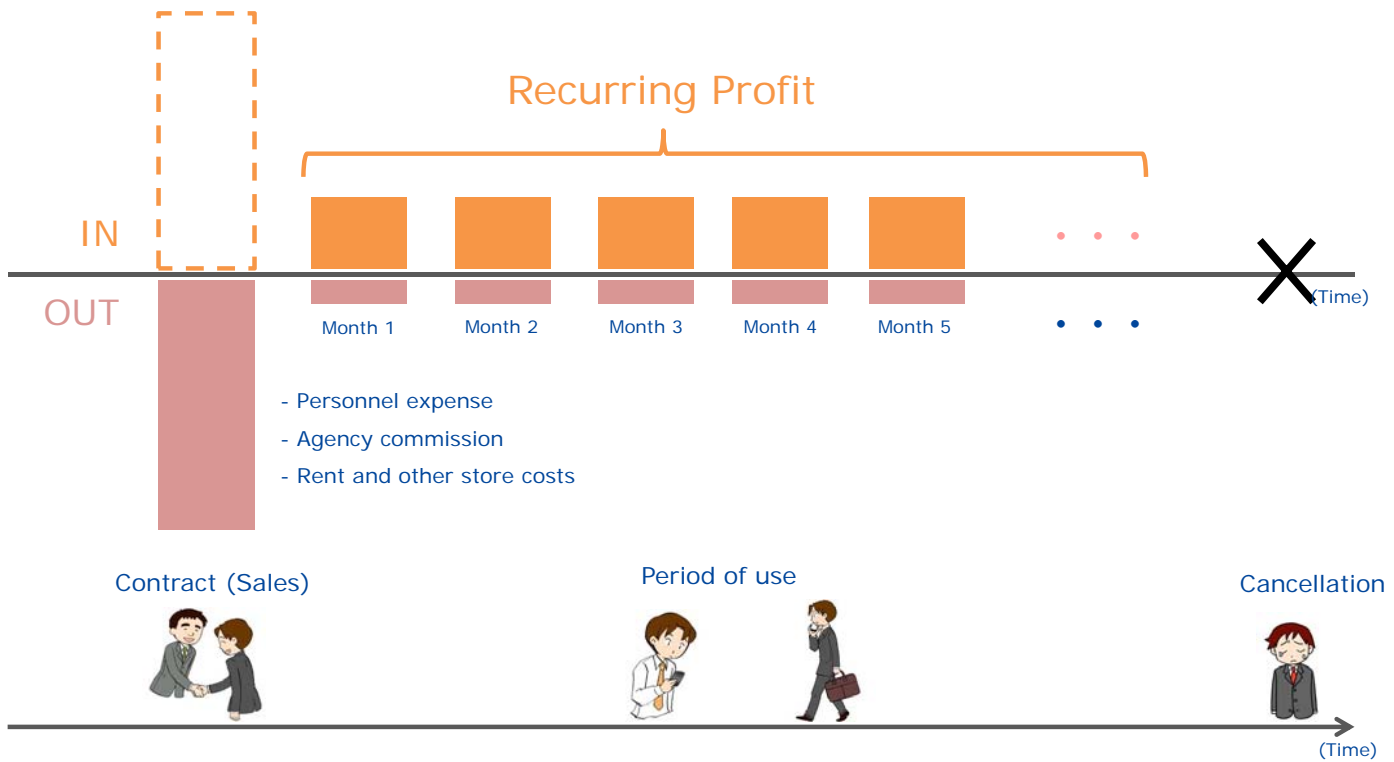 Recurring Profit
IN
(Time)
OUT
Month 1
Month 2
Month 3
Month 4
Month 5
- Personnel expense
- Agency commission
- Rent and other store costs
Contract (Sales)
Period of use
Cancellation
(Time)